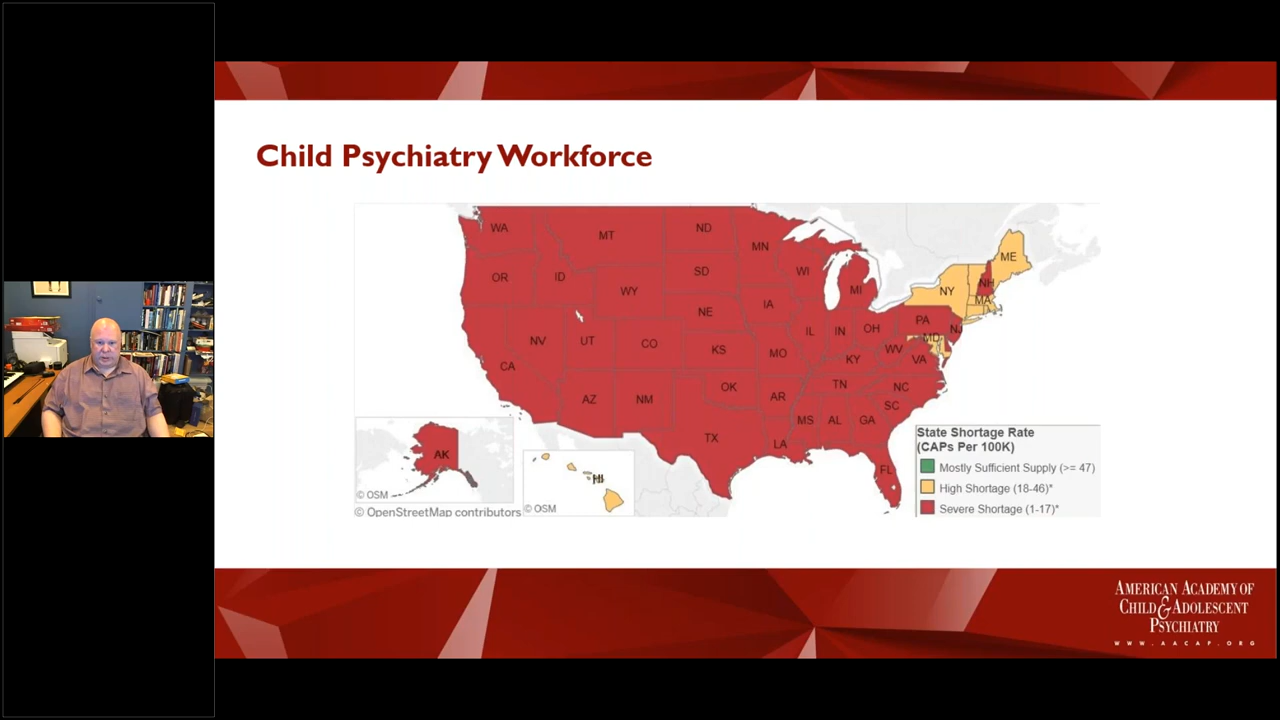 Child Psychiatry Workforce
WA
MT
ND
MN
OR
ID
SD
WI
MI
ME
NH
NY
MA
WY
NE
IA
PA
NJ
IL
IN
OH
MD
NV
UT
CO
KS
MO
WV
VA
KY
CA
AZ
NM
OK
AR
TN
NC
SC
TX
MS
AL
GA
LA
FL
AK
HI
© OSM
© OSM
© OpenStreetMap contributors
State Shortage Rate
(CAPs Per 100K)
Mostly Sufficient Supply (>= 47)
High Shortage (18-46)*
Severe Shortage (1-17)*
AMERICAN ACADEMY OF
CHILD & ADOLESCENT
PSYCHIATRY
WWW.AACAP.ORG